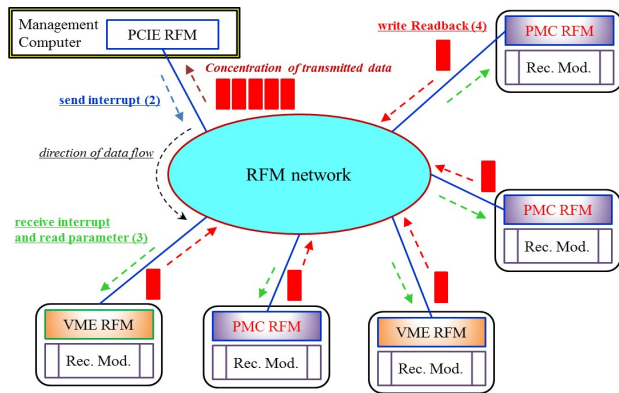 Management
Computer
PCIE RFM
write Readback (4)
PMC RFM
Rec. Mod.
Concentration of transmitted data
send interrupt (2)
direction of data flow
RFM network
PMC RFM
Rec. Mod.
receive interrupt
and read parameter (3)
VME RFM
Rec. Mod.
PMC RFM
Rec. Mod.
VME RFM
Rec. Mod.